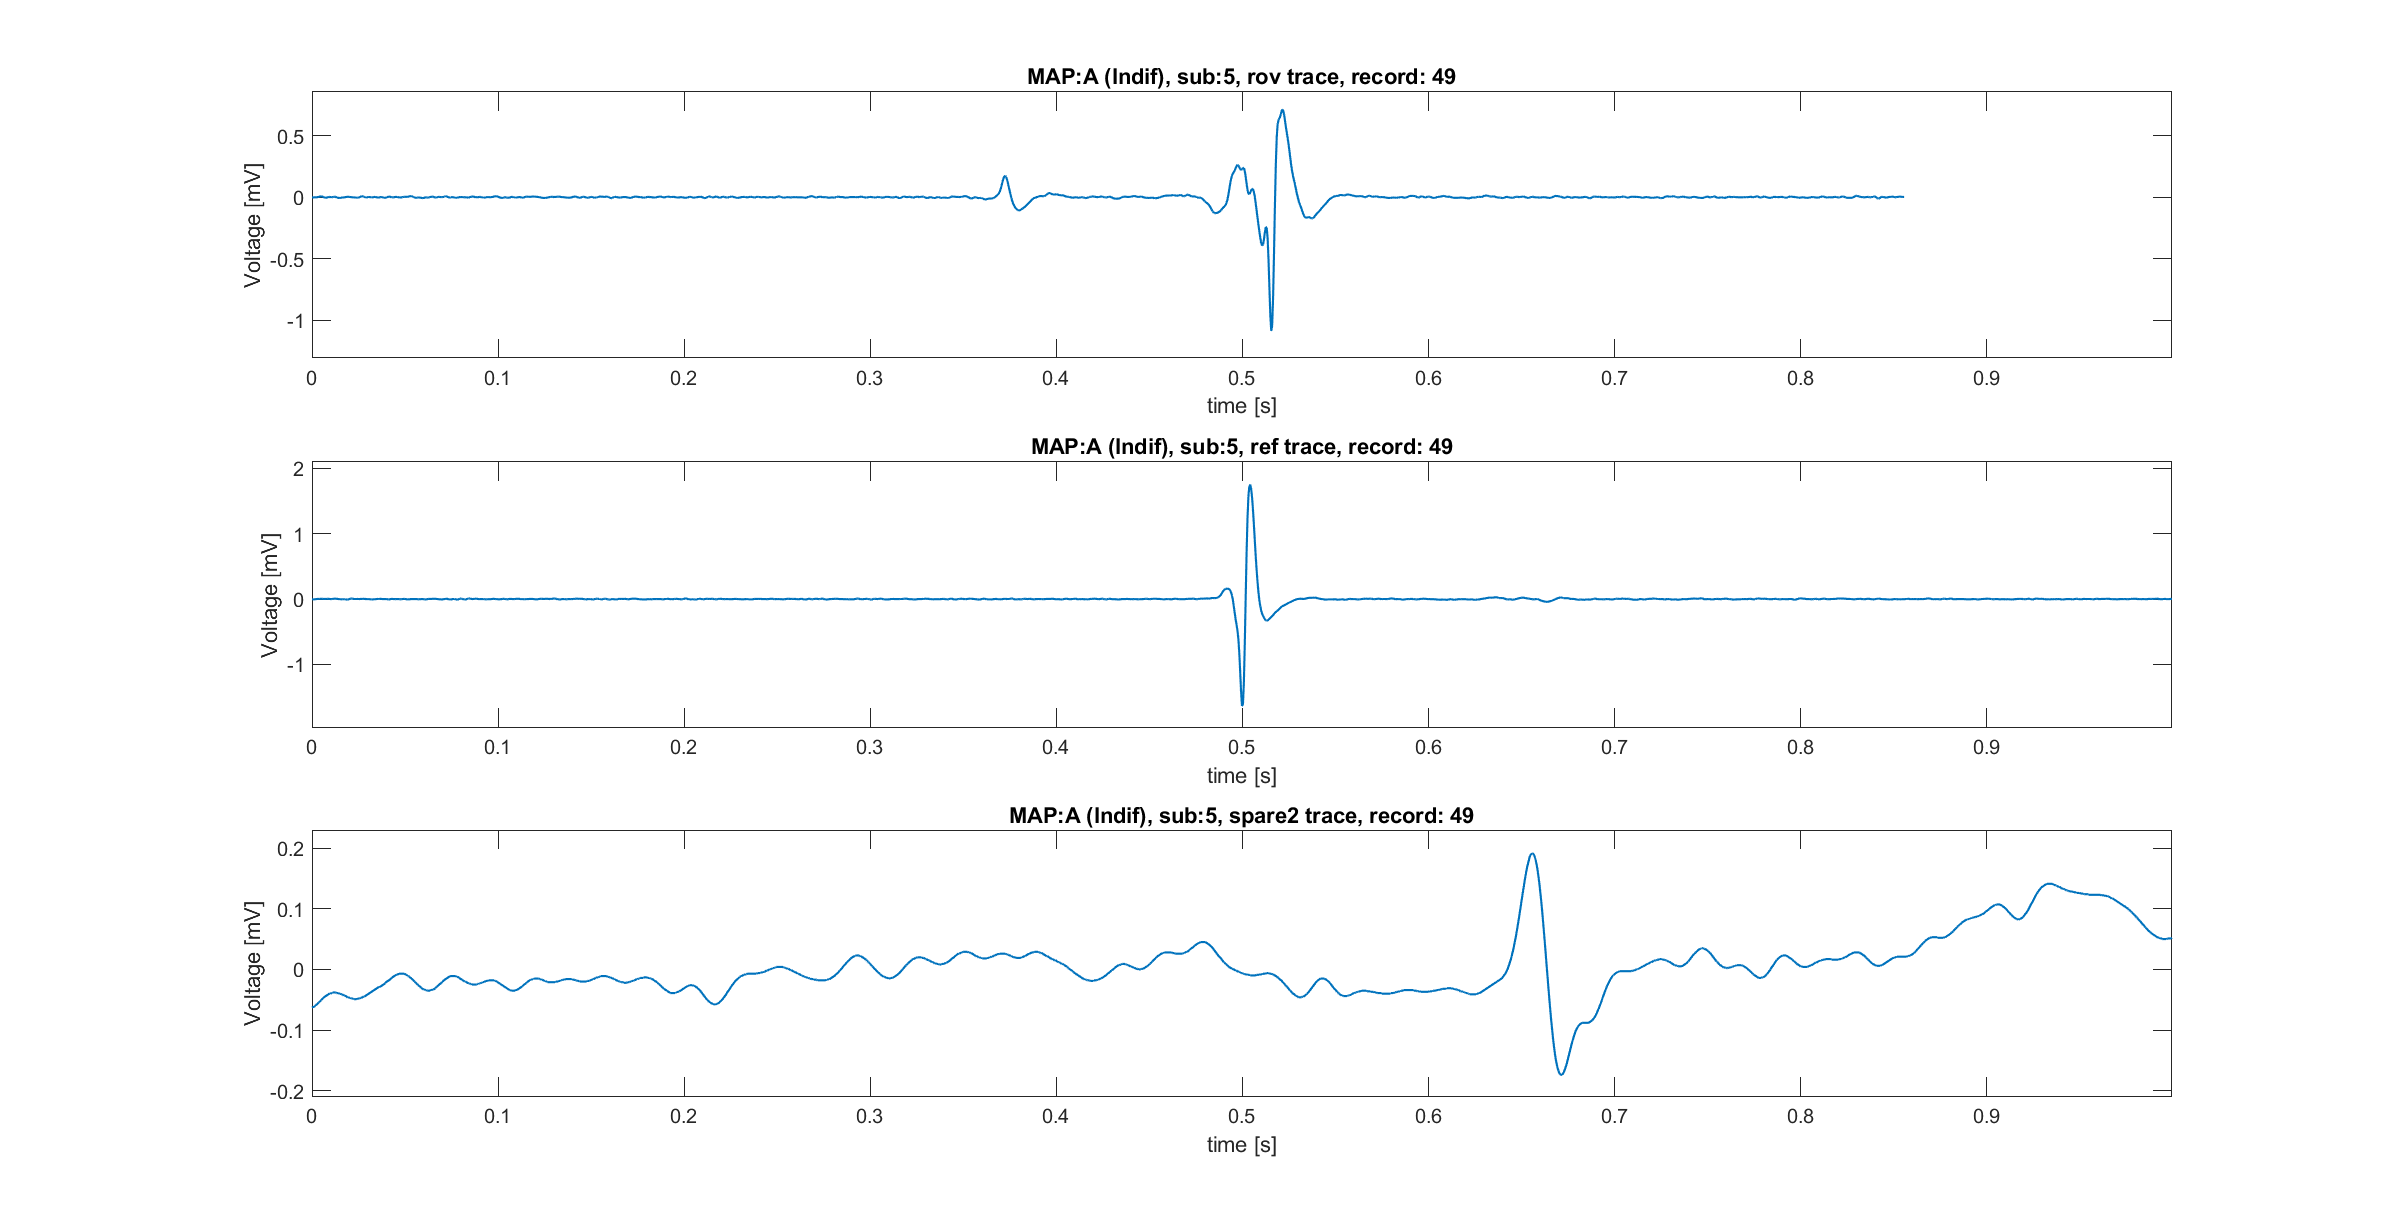 MAP:A (Indif), sub:5, rov trace, record: 49
0.5
0
-0.5
-1
Voltage [mV]
0 0.1 0.2 0.3 0.4 0.5 0.6 0.7 0.8 0.9
time [s]
MAP:A (Indif), sub:5, ref trace, record: 49
2
1
0
-1
Voltage [mV]
0 0.1 0.2 0.3 0.4 0.5 0.6 0.7 0.8 0.9
time [s]
MAP:A (Indif), sub:5, spare2 trace, record: 49
0.2
0.1
0
-0.1
-0.2
Voltage [mV]
0 0.1 0.2 0.3 0.4 0.5 0.6 0.7 0.8 0.9
time [s]